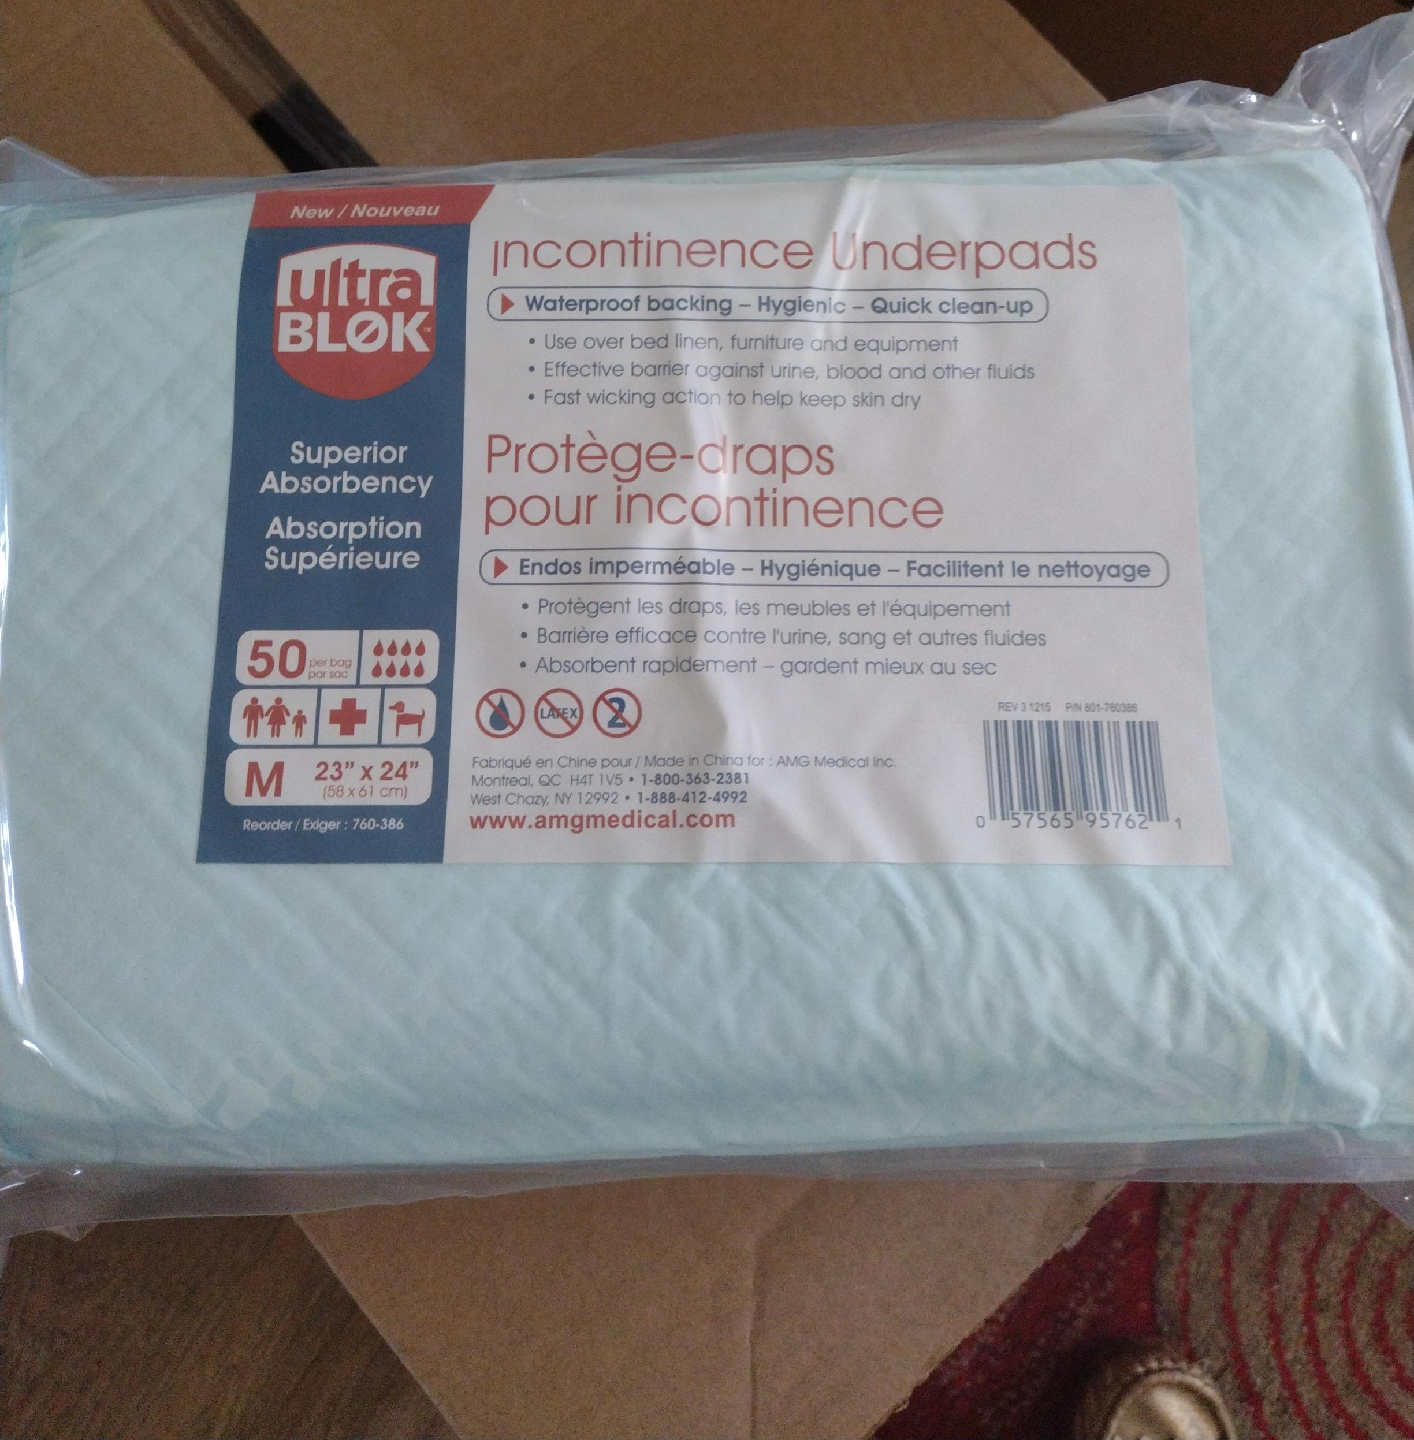 New / Nouveau
ultra
BLØK™
Superior
Absorbency
Absorption
Supérieure
50 per bag
par sac
M 23” x 24”
(58 x 61 cm)
Reorder / Exiger : 760-386
Incontinence Underpads
Waterproof backing – Hygienic – Quick clean-up
• Use over bed linen, furniture and equipment
• Effective barrier against urine, blood and other fluids
• Fast wicking action to help keep skin dry
Protège-draps
pour incontinence
Endos imperméable – Hygiénique – Facilitent le nettoyage
• Protègent les draps, les meubles et l'équipement
• Barrière efficace contre l'urine, sang et autres fluides
• Absorbent rapidement – gardent mieux au sec
LATEX
2
Fabriqué en Chine pour / Made in China for : AMG Medical Inc.
Montreal, QC H4T 1V5 • 1-800-363-2381
West Chazy, NY 12992 • 1-888-412-4992
www.amgmedical.com
REV 3 1215 P/N 801-760386
0 57565 95762 1